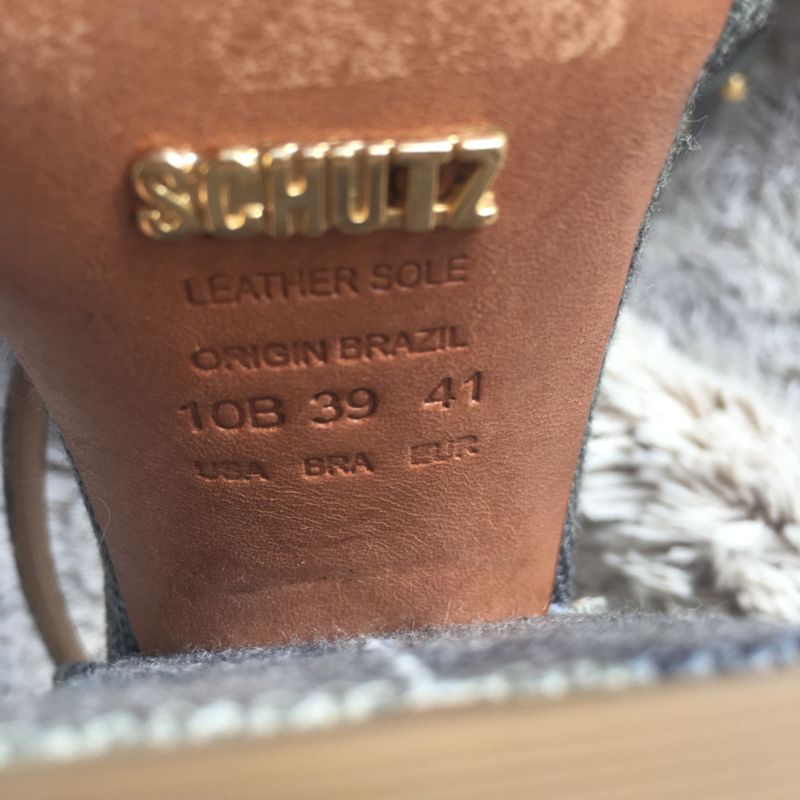 SCHUTZ
LEATHER SOLE
ORIGIN BRAZIL
10B 39 41
USA BRA EUR